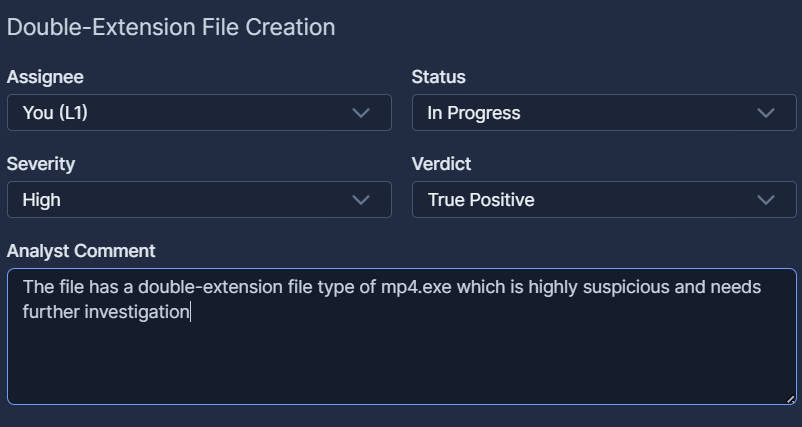 Double-Extension File Creation
Assignee
Status
You (L1)
In Progress
Severity
Verdict
High
True Positive
Analyst Comment
The file has a double-extension file type of mp4.exe which is highly suspicious and needs
further investigation